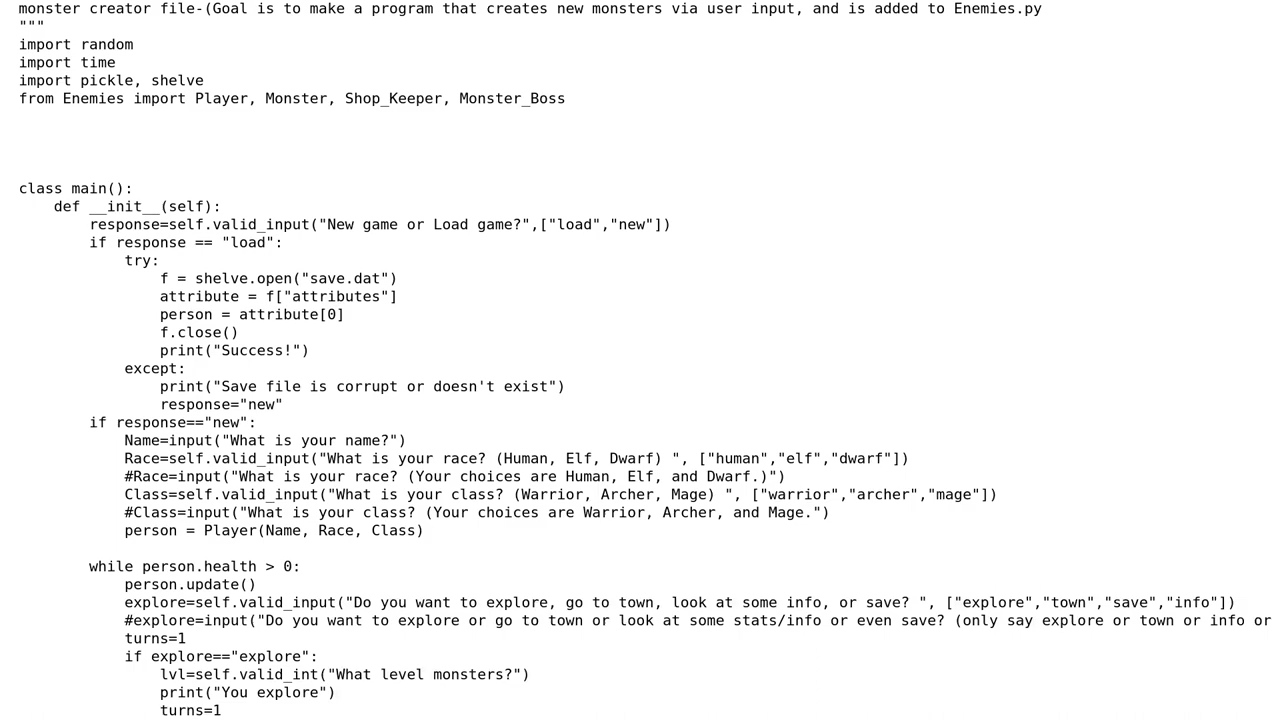 monster creator file-(Goal is to make a program that creates new monsters via user input, and is added to Enemies.py
"""
import random
import time
import pickle, shelve
from Enemies import Player, Monster, Shop_Keeper, Monster_Boss
class main():
def __init__(self):
response=self.valid_input("New game or Load game?",["load","new"])
if response == "load":
try:
f = shelve.open("save.dat")
attribute = f["attributes"]
person = attribute[0]
f.close()
print("Success!")
except:
print("Save file is corrupt or doesn't exist")
response="new"
if response=="new":
Name=input("What is your name?")
Race=self.valid_input("What is your race? (Human, Elf, Dwarf) ", ["human","elf","dwarf"])
#Race=input("What is your race? (Your choices are Human, Elf, and Dwarf.)")
Class=self.valid_input("What is your class? (Warrior, Archer, Mage) ", ["warrior","archer","mage"])
#Class=input("What is your class? (Your choices are Warrior, Archer, and Mage.")
person = Player(Name, Race, Class)
while person.health > 0:
person.update()
explore=self.valid_input("Do you want to explore, go to town, look at some info, or save? ", ["explore","town","save","info"])
#explore=input("Do you want to explore or go to town or look at some stats/info or even save? (only say explore or town or info or
turns=1
if explore=="explore":
lvl=self.valid_int("What level monsters?")
print("You explore")
turns=1